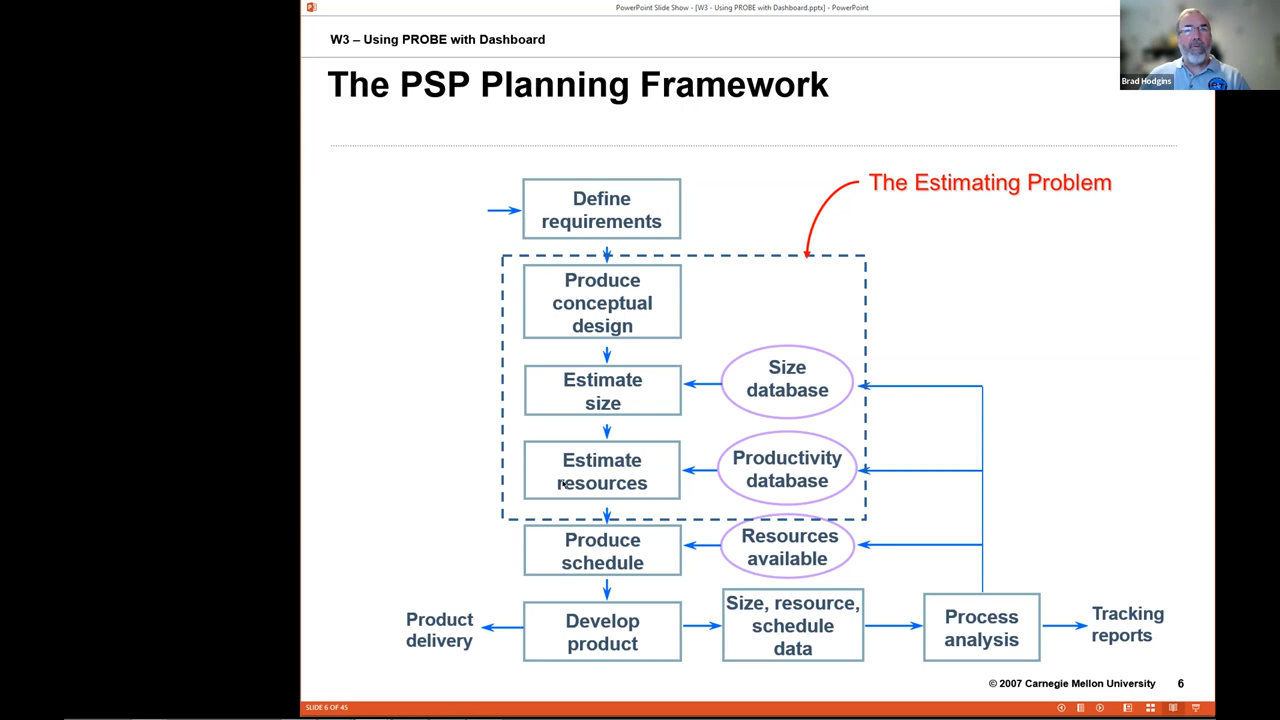 PowerPoint Slide Show - [W3 - Using PROBE with Dashboard.pptx] - PowerPoint
W3 – Using PROBE with Dashboard
Brad Hodgins
The PSP Planning Framework
The Estimating Problem
Define
requirements
Produce
conceptual
design
Estimate
size
Size
database
Estimate
resources
Productivity
database
Produce
schedule
Resources
available
Product
delivery
Develop
product
Size, resource,
schedule
data
Process
analysis
Tracking
reports
© 2007 Carnegie Mellon University
6
SLIDE 6 OF 45